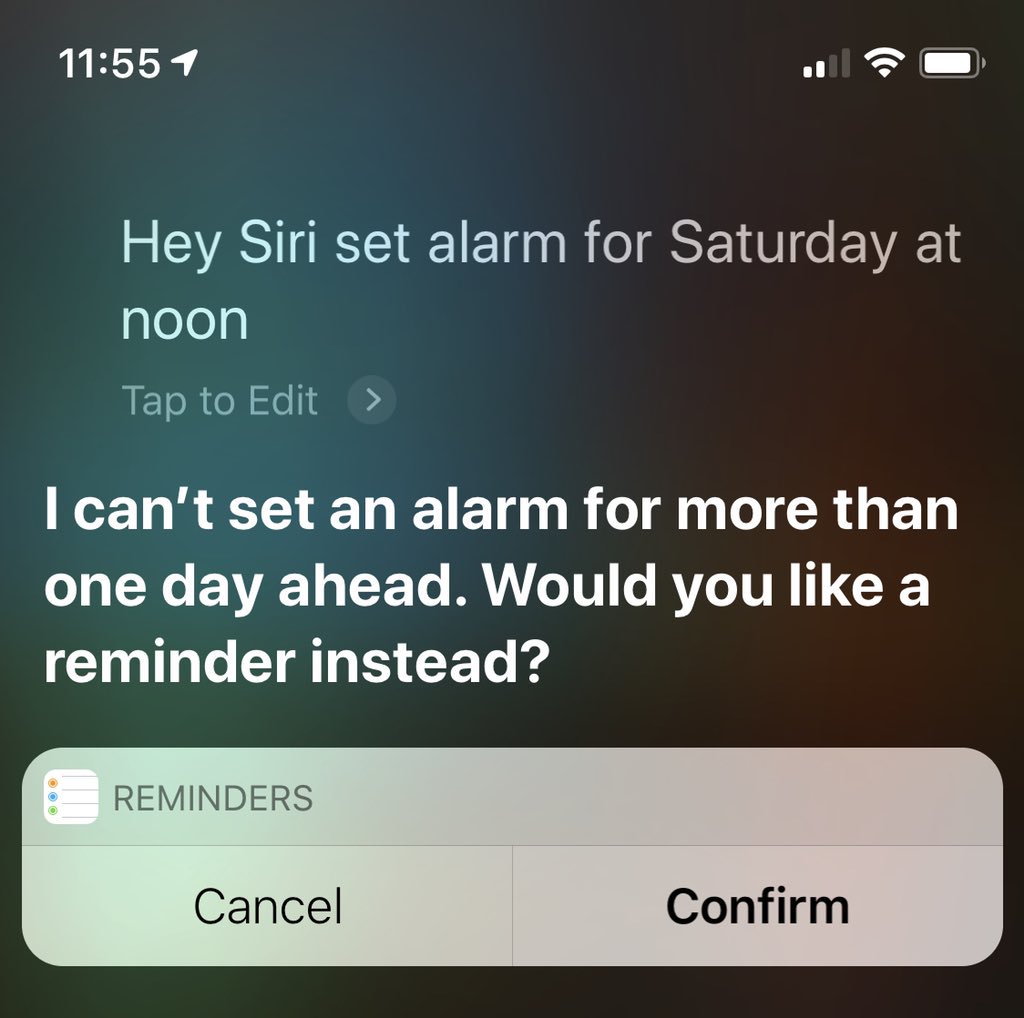 11:55
Hey Siri set alarm for Saturday at
noon
Tap to Edit
I can’t set an alarm for more than
one day ahead. Would you like a
reminder instead?
REMINDERS
Cancel
Confirm